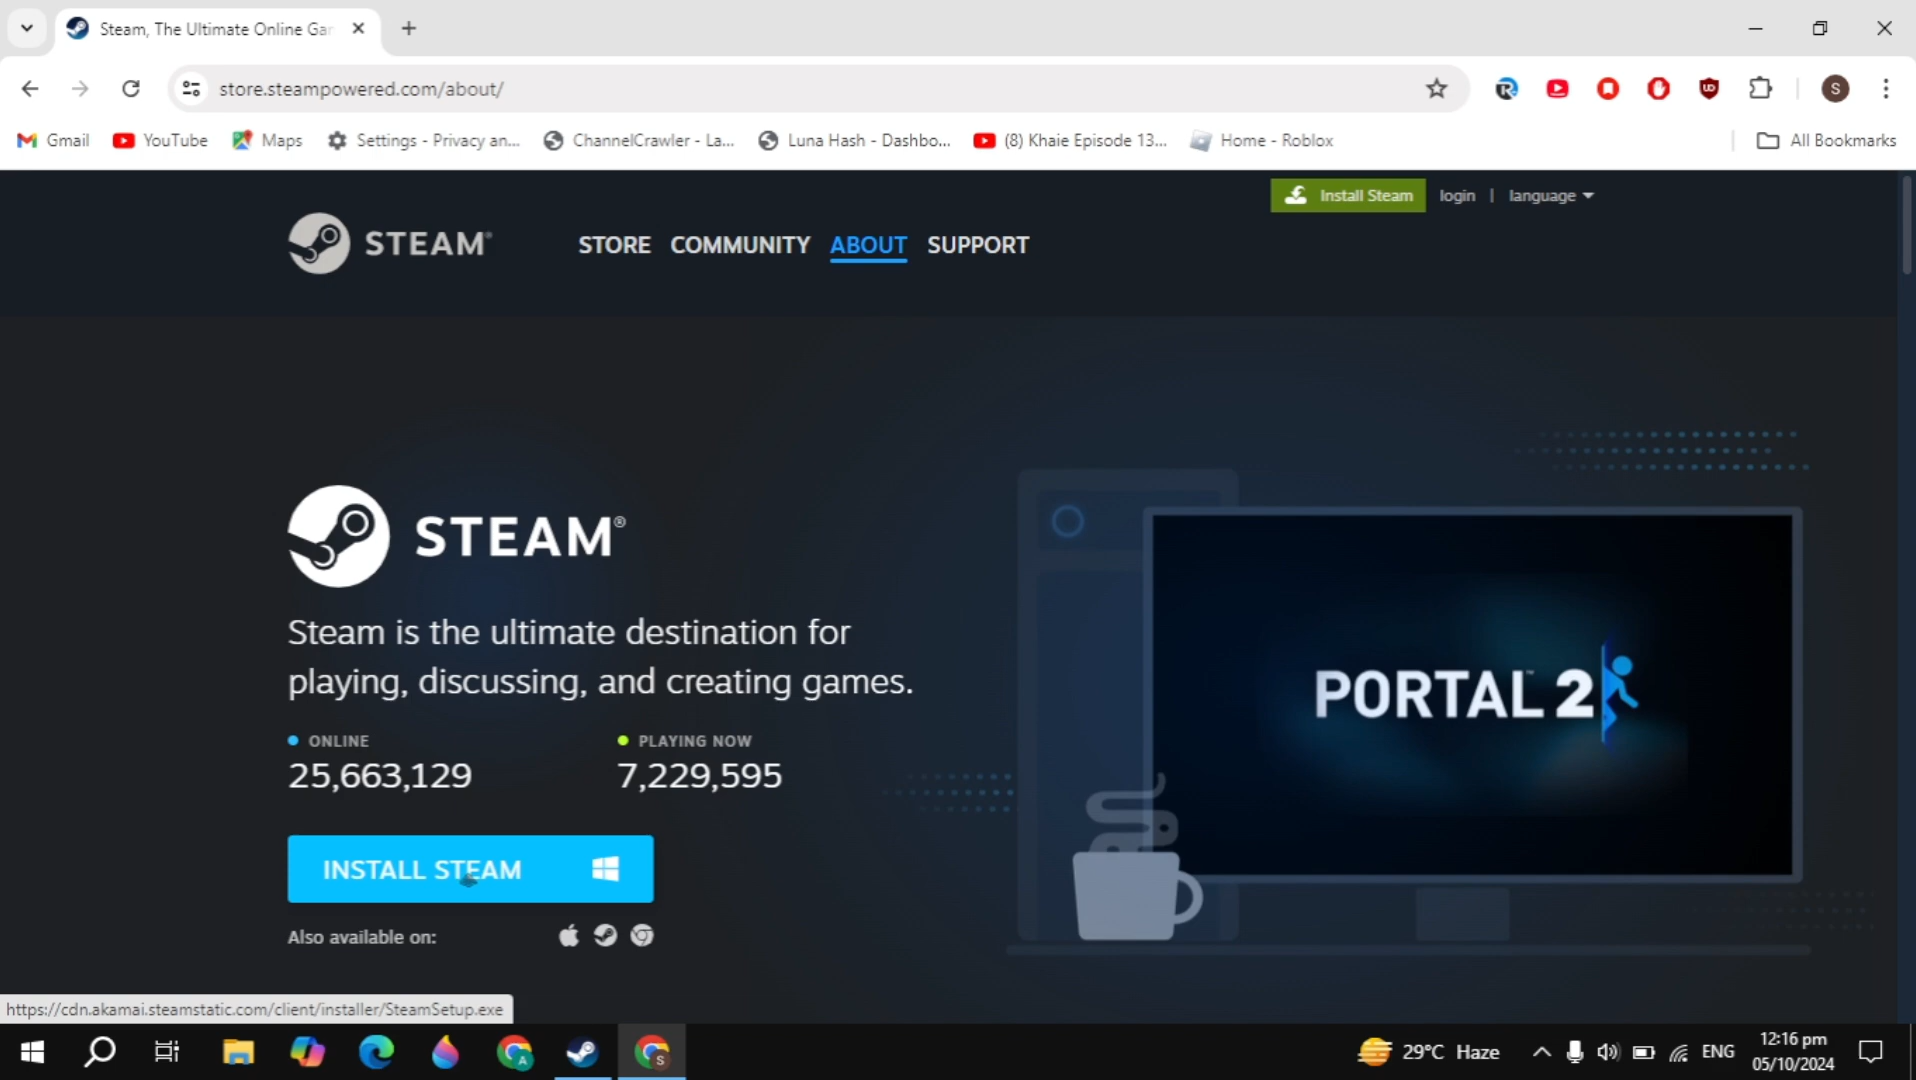 Steam, The Ultimate Online Gar
store.steampowered.com/about/
S
Gmail
YouTube
Maps
Settings - Privacy an...
ChannelCrawler - La...
Luna Hash - Dashbo...
(8) Khaie Episode 13...
Home - Roblox
All Bookmarks
Install Steam
login | language
STEAM®
STORE COMMUNITY ABOUT SUPPORT
STEAM®
Steam is the ultimate destination for
playing, discussing, and creating games.
ONLINE
25,663,129
PLAYING NOW
7,229,595
PORTAL 2
INSTALL STEAM
Also available on:
https://cdn.akamai.steamstatic.com/client/installer/SteamSetup.exe
A
S
29°C Haze
ENG
12:16 pm
05/10/2024